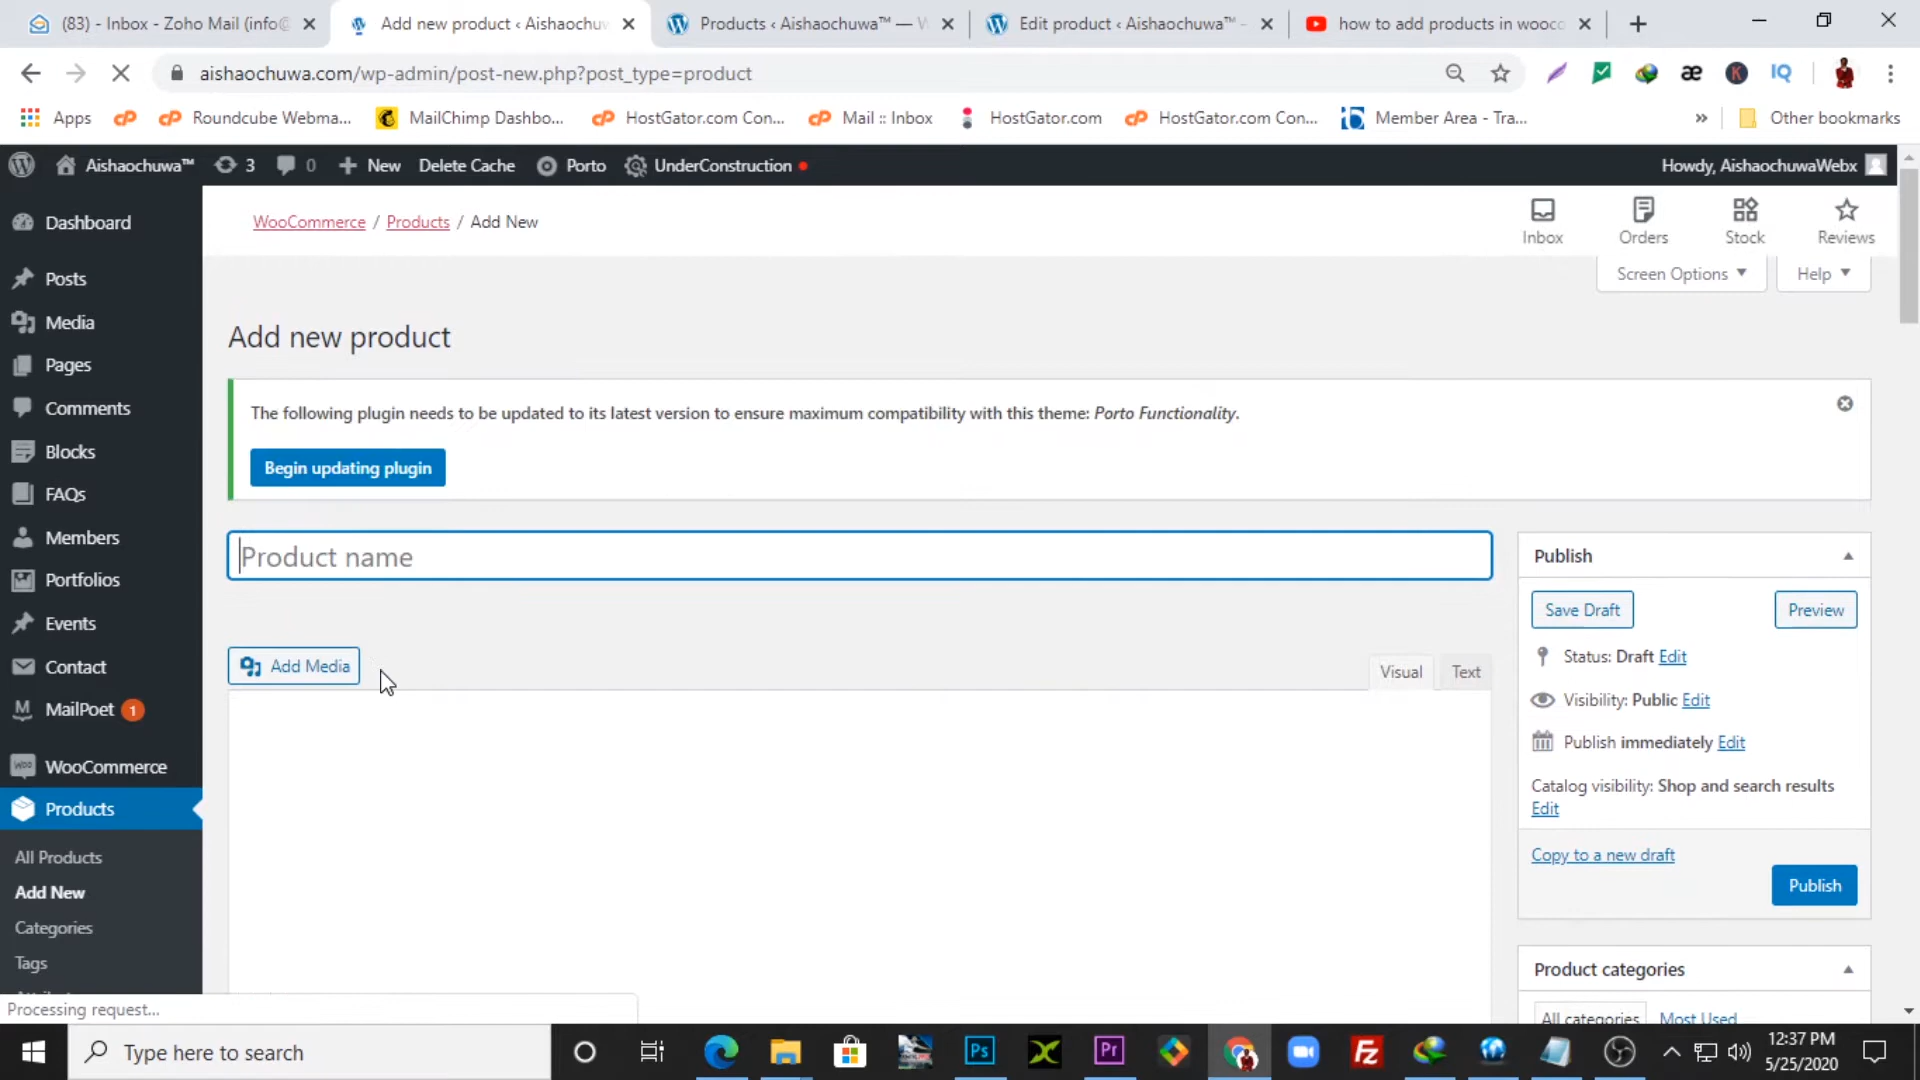 (83) - Inbox - Zoho Mail (info@
Add new product ‹ Aishaochuw
Products ‹ Aishaochuwa™ — W
Edit product ‹ Aishaochuwa™ -
how to add products in wooco
aishaochuwa.com/wp-admin/post-new.php?post_type=product
Apps
Roundcube Webma...
MailChimp Dashbo...
HostGator.com Con...
Mail :: Inbox
HostGator.com
HostGator.com Con...
Member Area - Tra...
»
Other bookmarks
Aishaochuwa™
3
0
New
Delete Cache
Porto
UnderConstruction
Howdy, AishaochuwaWebx
Dashboard
Posts
Media
Pages
Comments
Blocks
FAQs
Members
Portfolios
Events
Contact
MailPoet 1
WooCommerce
Products
All Products
Add New
Categories
Tags
WooCommerce / Products / Add New
Inbox
Orders
Stock
Reviews
Screen Options
Help
Add new product
The following plugin needs to be updated to its latest version to ensure maximum compatibility with this theme: Porto Functionality.
Begin updating plugin
Product name
Add Media
Visual
Text
Publish
Save Draft
Preview
Status: Draft Edit
Visibility: Public Edit
Publish immediately Edit
Catalog visibility: Shop and search results
Edit
Copy to a new draft
Publish
Product categories
All categories
Most Used
Processing request...
Type here to search
Ps
Pr
Fz
12:37 PM
5/25/2020